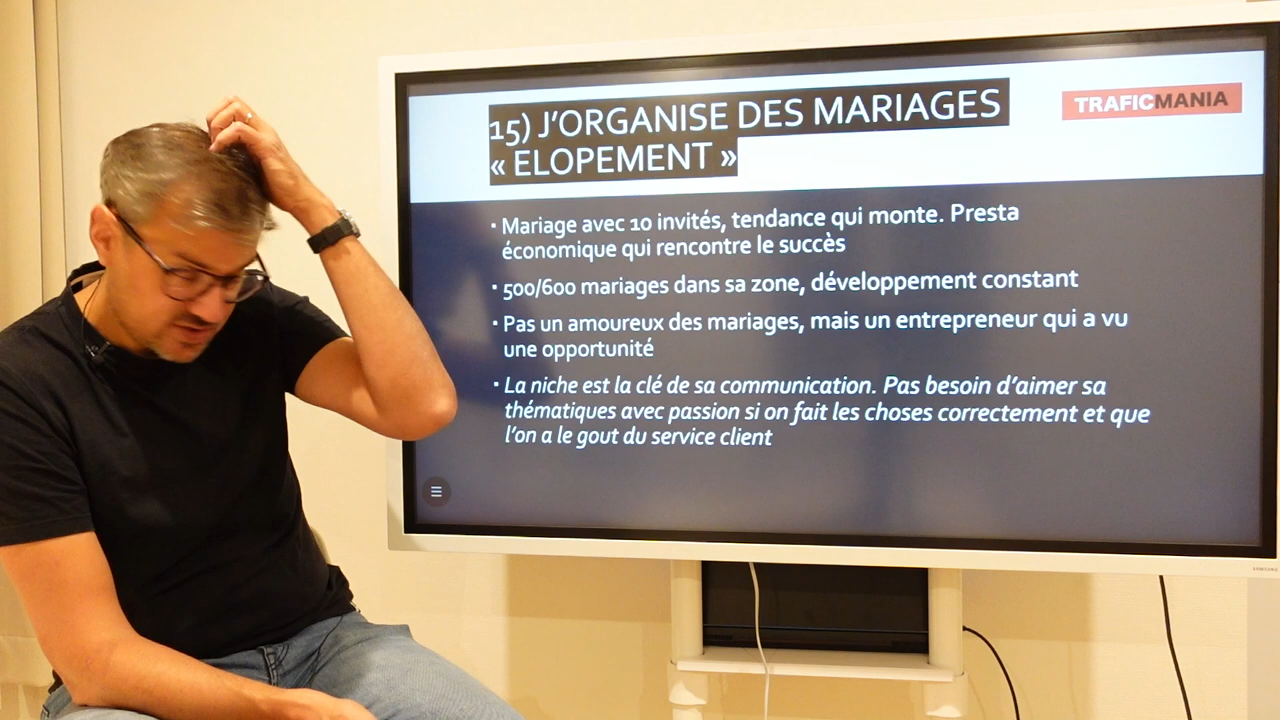 15) J'ORGANISE DES MARIAGES
« ELOPEMENT »
TRAFICMANIA
· Mariage avec 10 invités, tendance qui monte. Presta
économique qui rencontre le succès
· 500/600 mariages dans sa zone, développement constant
· Pas un amoureux des mariages, mais un entrepreneur qui a vu
une opportunité
· La niche est la clé de sa communication. Pas besoin d'aimer sa
thématiques avec passion si on fait les choses correctement et que
l'on a le gout du service client
SAMSUNG